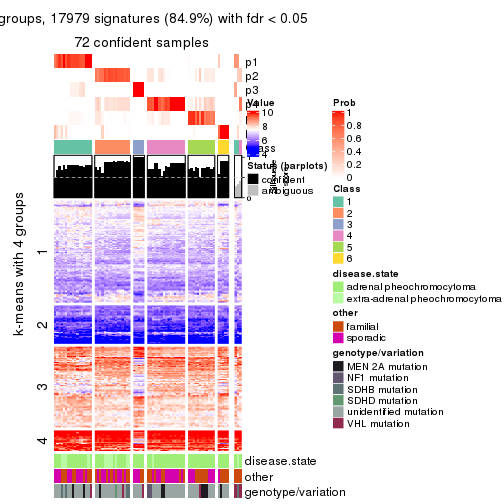 groups, 17979 signatures (84.9%) with fdr < 0.05
72 confident samples
p1
p2
p3
p5
Value
10
8
6
4
Prob
1
0.8
0.6
0.4
0.2
0
Status (barplots)
confident
ambiguous
0
Class
1
2
3
4
5
6
k-means with 4 groups
1
2
3
4
disease.state
adrenal pheochromocytoma
extra-adrenal pheochromocytoma
other
familial
sporadic
genotype/variation
MEN 2A mutation
NF1 mutation
SDHB mutation
SDHD mutation
unidentified mutation
VHL mutation
disease.state
other
genotype/variation